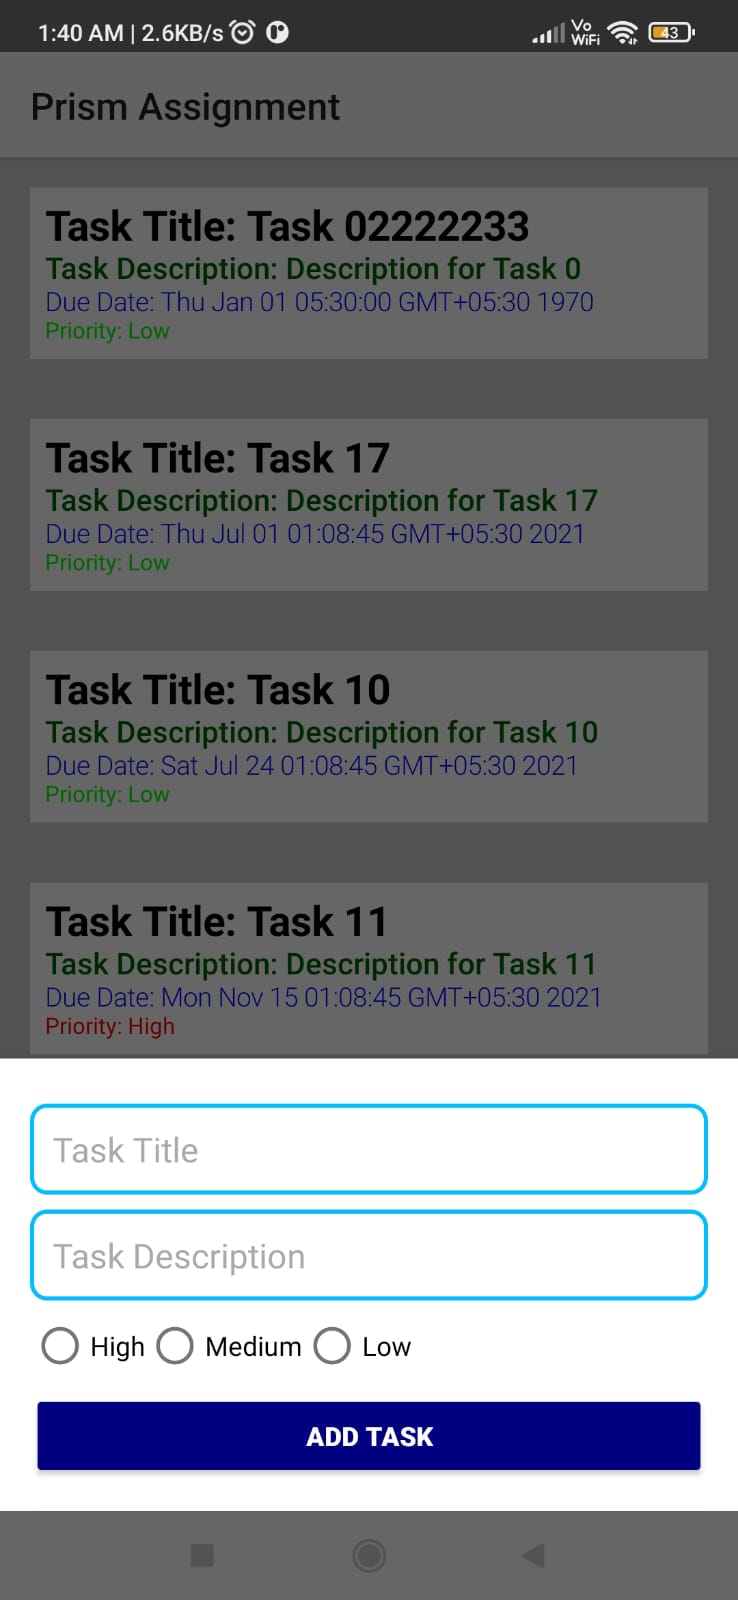 1:40 AM | 2.6KB/s
Vo
WiFi
43
Prism Assignment
Task Title: Task 02222233
Task Description: Description for Task 0
Due Date: Thu Jan 01 05:30:00 GMT+05:30 1970
Priority: Low
Task Title: Task 17
Task Description: Description for Task 17
Due Date: Thu Jul 01 01:08:45 GMT+05:30 2021
Priority: Low
Task Title: Task 10
Task Description: Description for Task 10
Due Date: Sat Jul 24 01:08:45 GMT+05:30 2021
Priority: Low
Task Title: Task 11
Task Description: Description for Task 11
Due Date: Mon Nov 15 01:08:45 GMT+05:30 2021
Priority: High
Task Title
Task Description
High Medium Low
ADD TASK